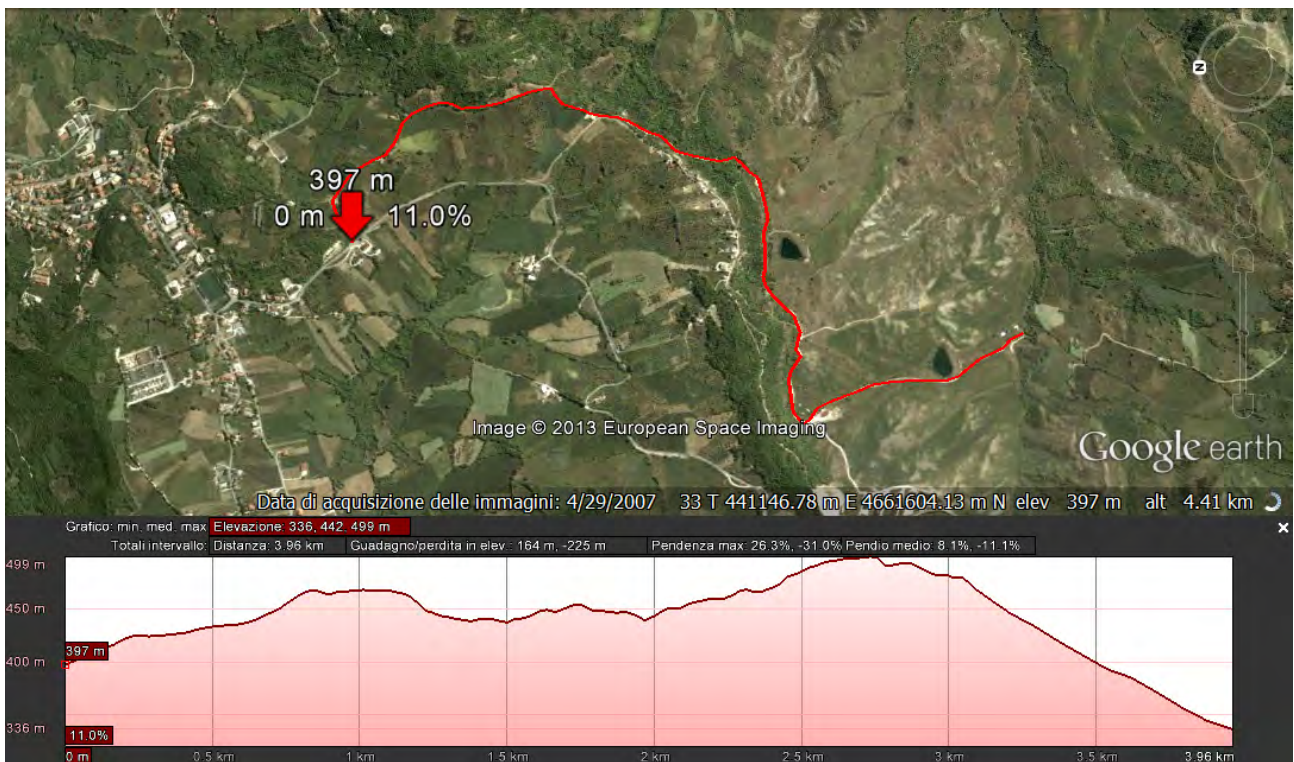 N
397 m
0 m 11.0%
Image © 2013 European Space Imaging
Google earth
Data di acquisizione delle immagini: 4/29/2007 33 T 441146.78 m E 4661604.13 m N elev 397 m alt 4.41 km
Grafico: min. med. max Elevazione: 336, 442, 499 m
Totali intervallo: Distanza: 3.96 km Guadagno/perdita in elev.: 164 m, -225 m Pendenza max: 26.3%, -31.0% Pendio medio: 8.1%, -11.1%
499 m
450 m
397 m
400 m
336 m
11.0%
0 m 0.5 km 1 km 1.5 km 2 km 2.5 km 3 km 3.5 km 3.96 km